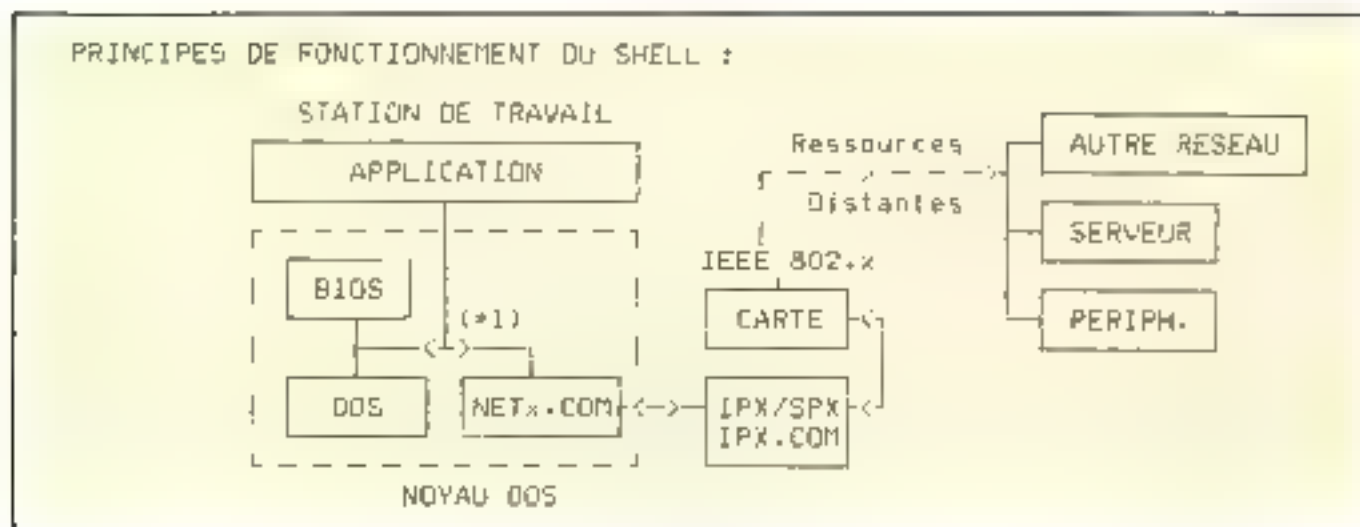 PRINCIPES DE FONCTIONNEMENT DU SHELL :
STATION DE TRAVAIL
APPLICATION
Ressources
Distantes
AUTRE RESEAU
SERVEUR
PERIPH.
IEEE 802.x
CARTE
BIOS
(*1)
DOS
NETx.COM
IPX/SPX
IPX.COM
NOYAU DOS